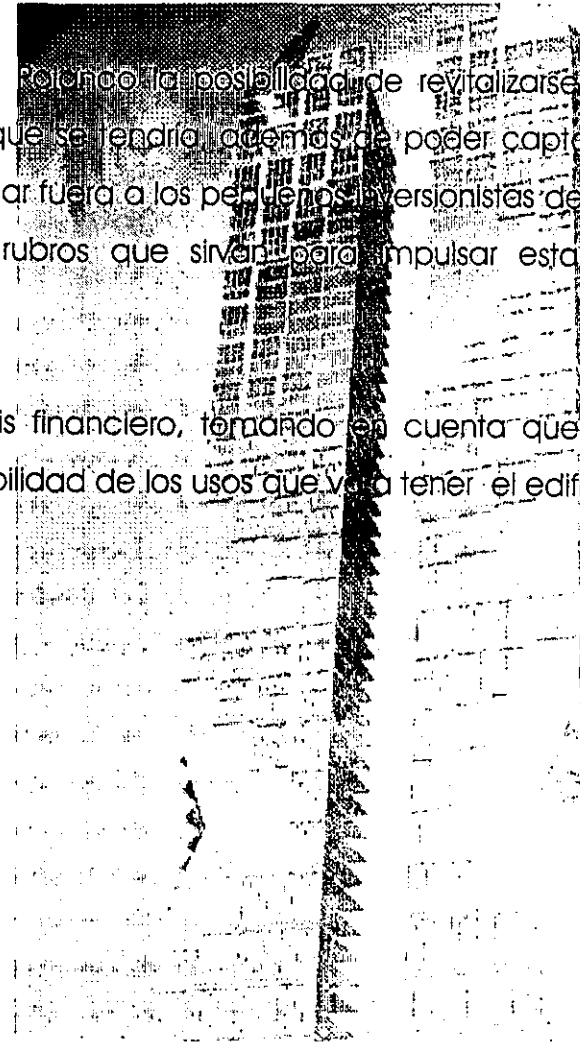 Polanco la posibilidad de revitalizarse
que se tendría, además de poder capt
ar fuera a los pequeños inversionistas de
rubros que sirvan para impulsar esta
is financiero, tomando en cuenta que
bilidad de los usos que va a tener el edif